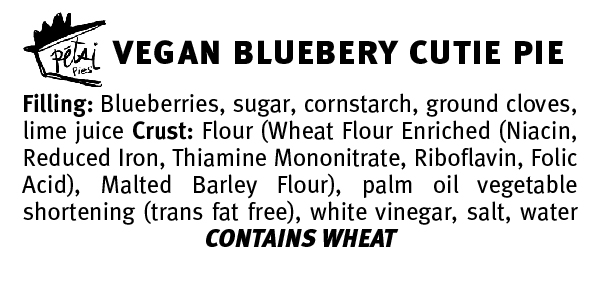 Pétai
Pies
VEGAN BLUEBERY CUTIE PIE
Filling: Blueberries, sugar, cornstarch, ground cloves,
lime juice Crust: Flour (Wheat Flour Enriched (Niacin,
Reduced Iron, Thiamine Mononitrate, Riboflavin, Folic
Acid), Malted Barley Flour), palm oil vegetable
shortening (trans fat free), white vinegar, salt, water
CONTAINS WHEAT